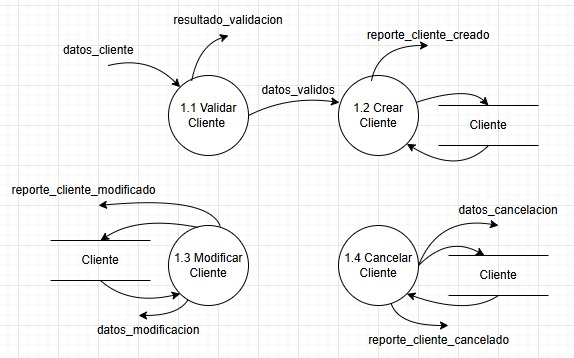 resultado_validacion
reporte_cliente_creado
datos_cliente
datos_validos
1.1 Validar
Cliente
1.2 Crear
Cliente
Cliente
reporte_cliente_modificado
datos_cancelacion
Cliente
1.3 Modificar
Cliente
1.4 Cancelar
Cliente
Cliente
datos_modificacion
reporte_cliente_cancelado